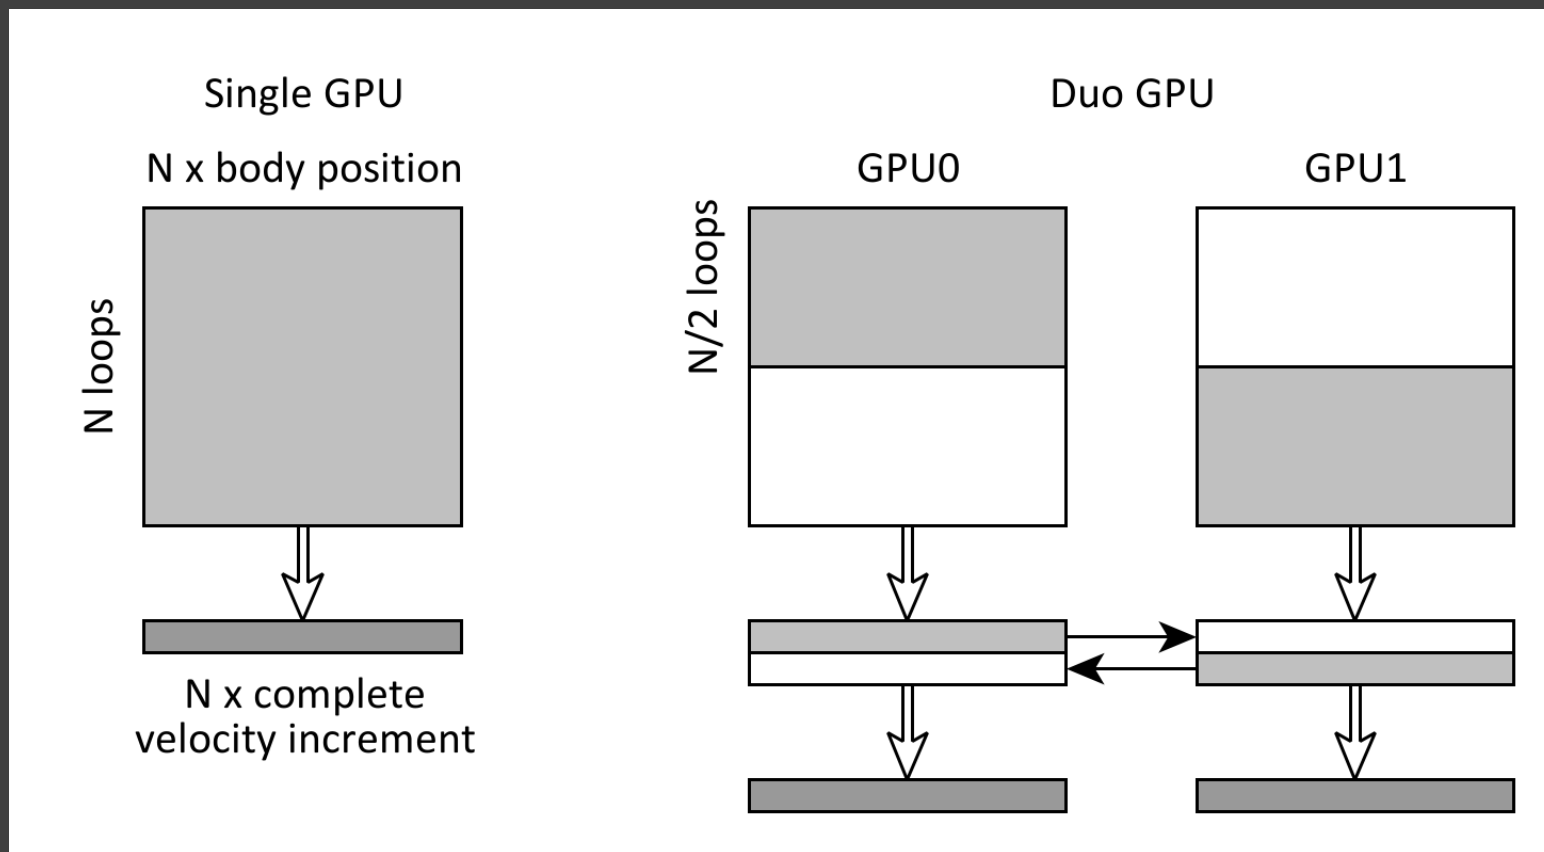 Single GPU
N x body position
N loops
N x complete
velocity increment
Duo GPU
GPU0
GPU1
N/2 loops